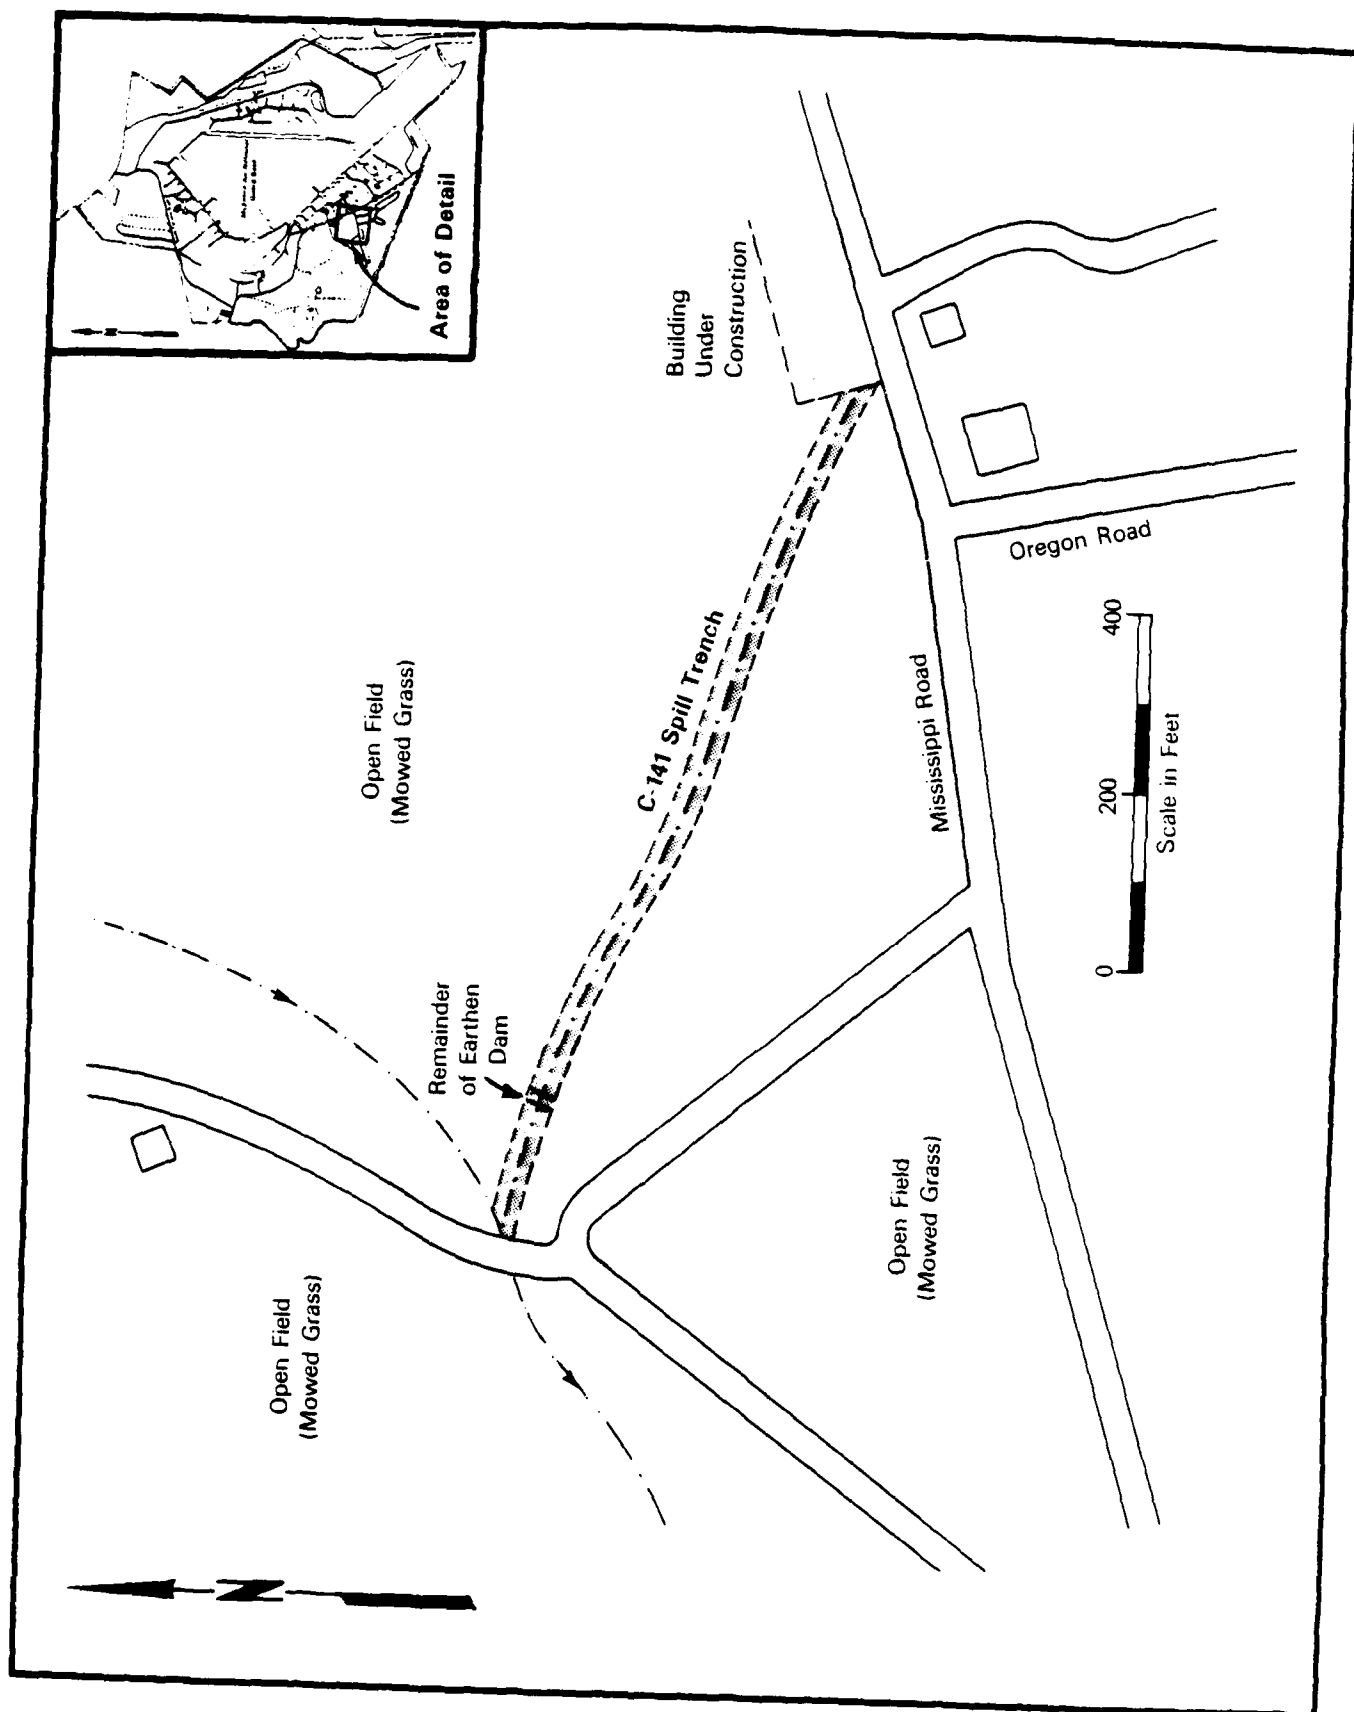 Area of Detail
N
Building
Under
Construction
Open Field
(Mowed Grass)
C-141 Spill Trench
Remainder
of Earthen
Dam
Oregon Road
Mississippi Road
Open Field
(Mowed Grass)
Open Field
(Mowed Grass)
0
200
400
Scale in Feet
N